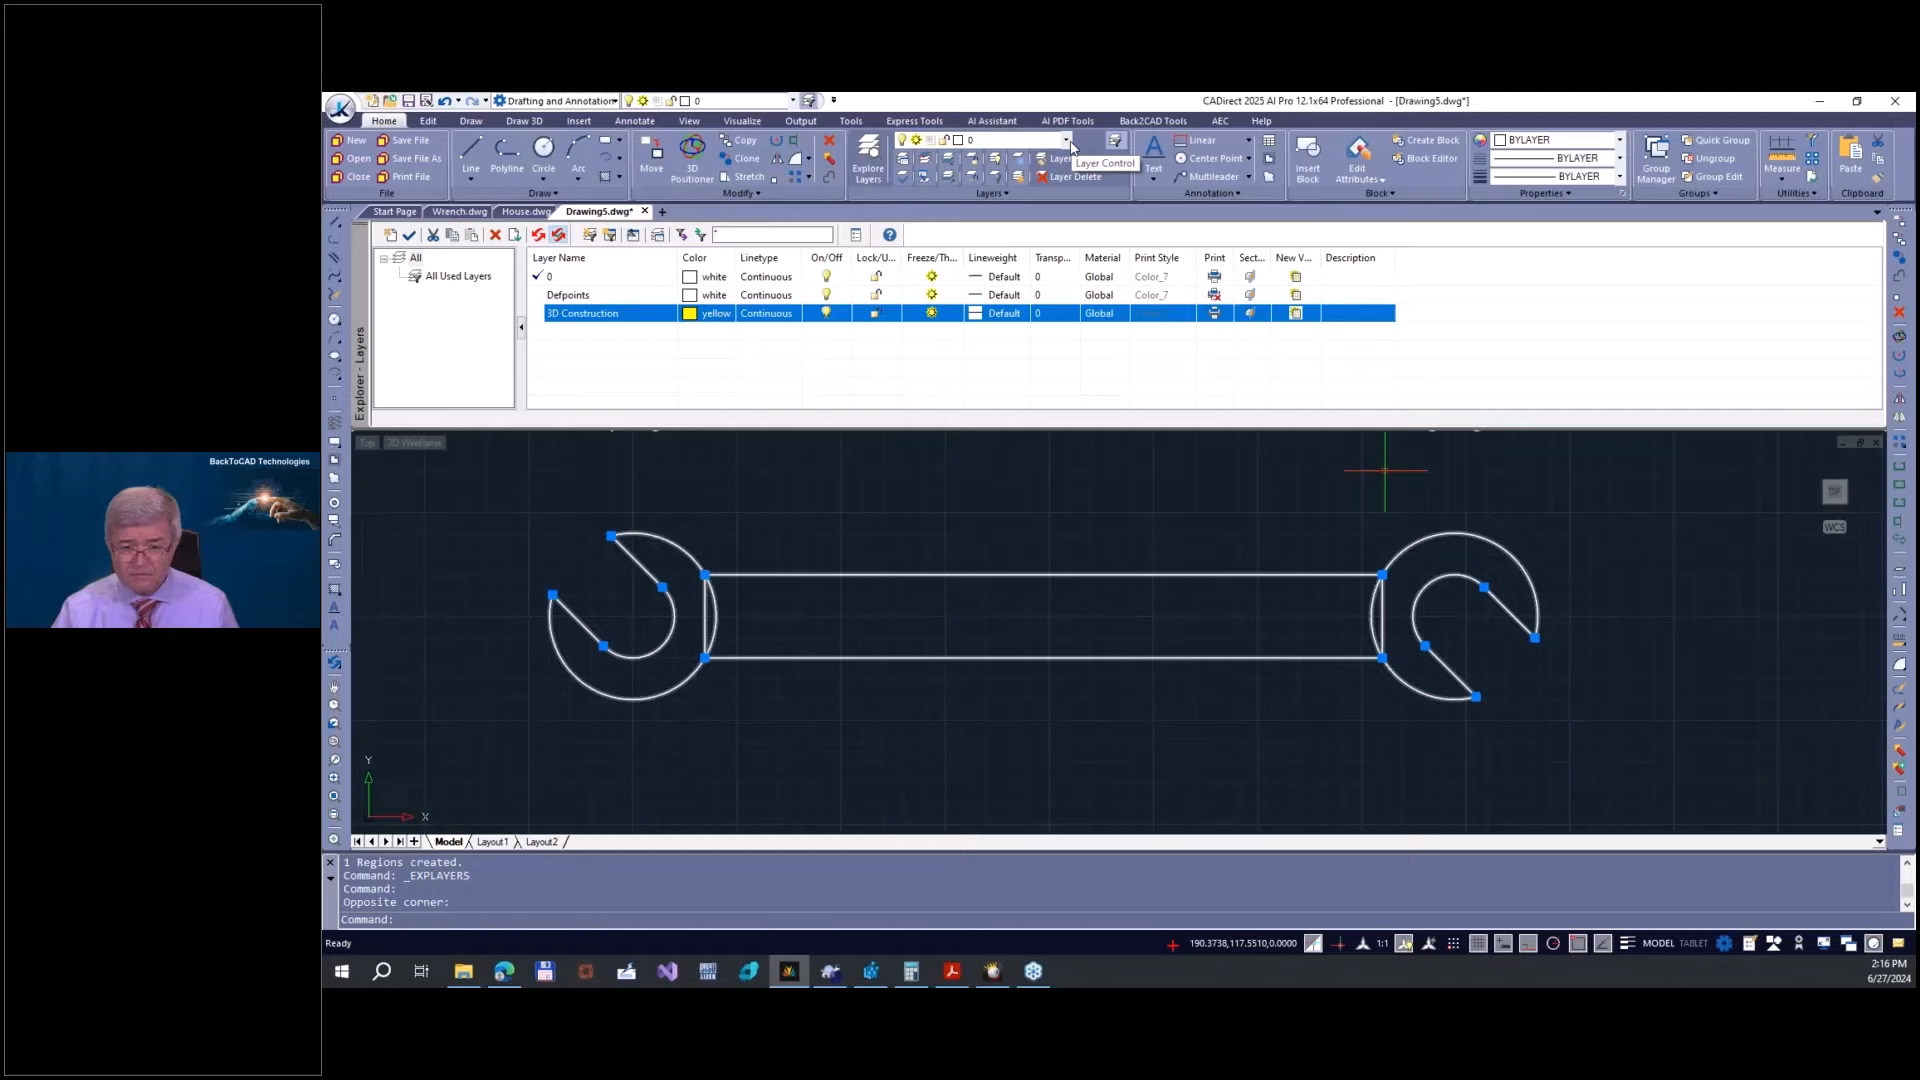 BackToCAD Technologies
Drafting and Annotation
0
CADirect 2025 AI Pro 12.1x64 Professional - [Drawing5.dwg*]
Home Edit Draw Draw 3D Insert Annotate View Visualize Output Tools Express Tools AI Assistant AI PDF Tools Back2CAD Tools AEC Help
New Save File
Open Save File As
Close Print File
File
Line Polyline Circle Arc
Draw
Move 3D Positioner
Copy
Clone
Stretch
Modify
Explore Layers
0
Layer Control
Layer Delete
Layers
Text
Linear
Center Point
Multileader
Annotation
Insert Block
Edit Attributes
Create Block
Block Editor
Block
BYLAYER
BYLAYER
BYLAYER
Properties
Group Manager
Quick Group
Ungroup
Group Edit
Groups
Measure
Utilities
Paste
Clipboard
Start Page Wrench.dwg House.dwg Drawing5.dwg*
Explorer - Layers
All
All Used Layers
Layer Name Color Linetype On/Off Lock/U... Freeze/Th... Lineweight Transp... Material Print Style Print Sect... New V... Description
0 white Continuous Default 0 Global Color_7
Defpoints white Continuous Default 0 Global Color_7
3D Construction yellow Continuous Default 0 Global
Top 2D Wireframe
TOP
WCS
Y
X
Model Layout1 Layout2
1 Regions created.
Command: _EXPLAYERS
Command:
Opposite corner:
Command:
Ready
190.3738,117.5510,0.0000
1:1
MODEL TABLET
2:16 PM
6/27/2024